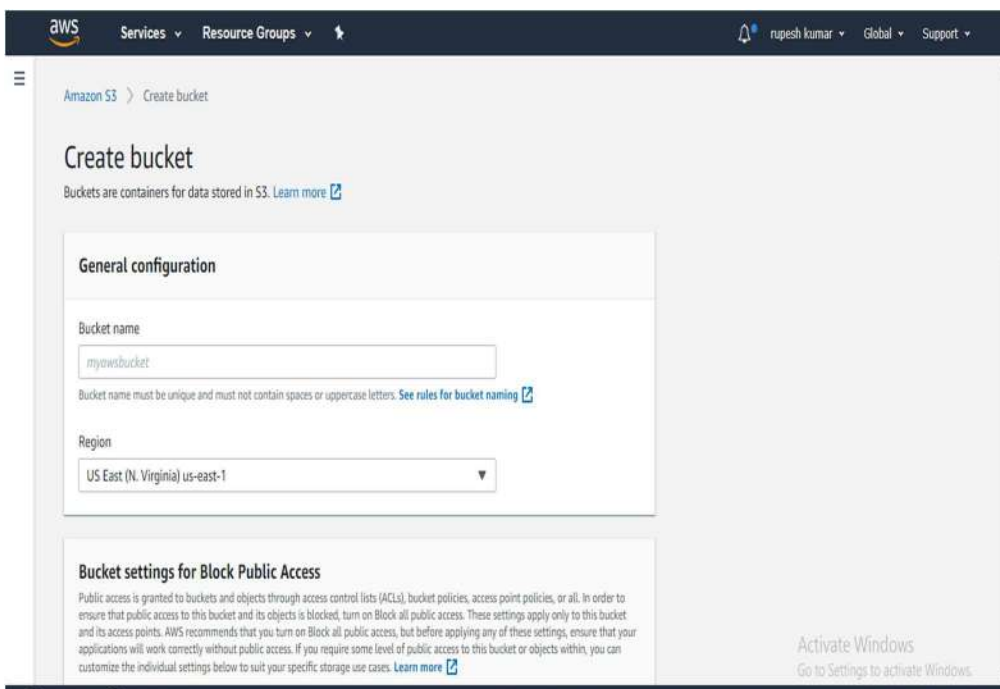 aws Services Resource Groups rupesh kumar Global Support
Amazon S3 > Create bucket
Create bucket
Buckets are containers for data stored in S3. Learn more
General configuration
Bucket name
myawsbucket
Bucket name must be unique and must not contain spaces or uppercase letters. See rules for bucket naming
Region
US East (N. Virginia) us-east-1
Bucket settings for Block Public Access
Public access is granted to buckets and objects through access control lists (ACLs), bucket policies, access point policies, or all. In order to
ensure that public access to this bucket and its objects is blocked, turn on Block all public access. These settings apply only to this bucket
and its access points. AWS recommends that you turn on Block all public access, but before applying any of these settings, ensure that your
applications will work correctly without public access. If you require some level of public access to this bucket or objects within, you can
customize the individual settings below to suit your specific storage use cases. Learn more
Activate Windows
Go to Settings to activate Windows.